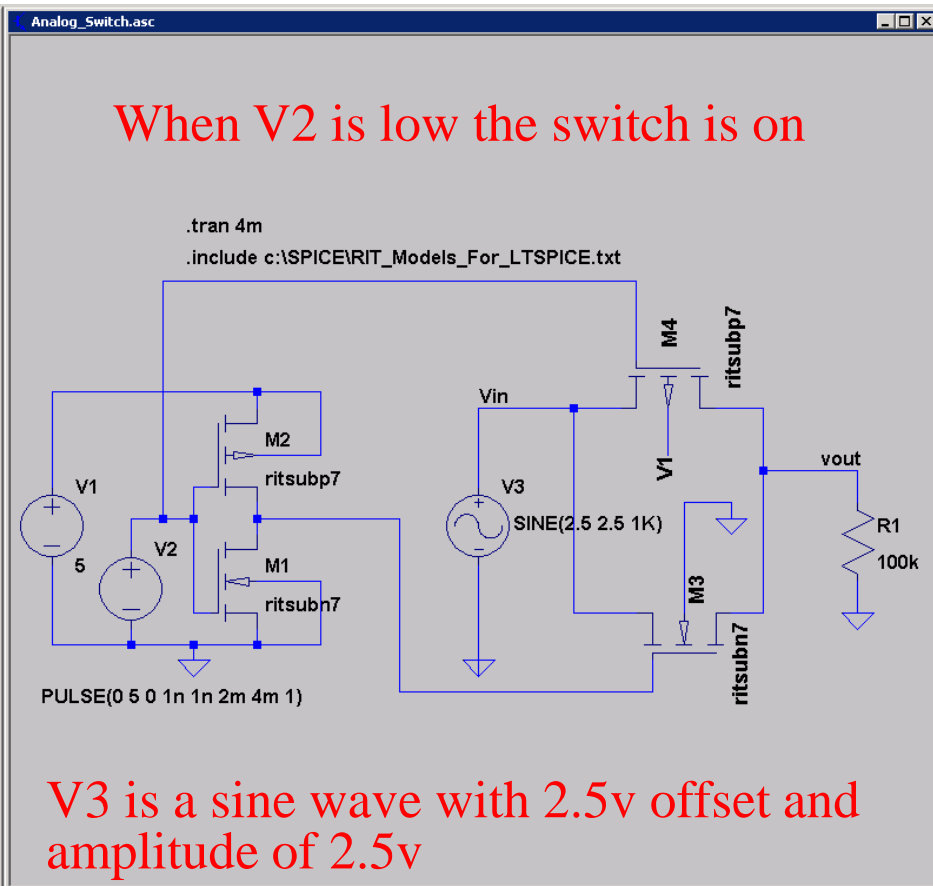 Analog_Switch.asc
When V2 is low the switch is on
.tran 4m
.include c:\SPICE\RIT_Models_For_LTSPICE.txt
M4
ritsubp7
Vin
M2
ritsubp7
V1
vout
V1
5
V2
V3
SINE(2.5 2.5 1K)
R1
100k
M1
ritsubn7
M3
ritsubn7
PULSE(0 5 0 1n 1n 2m 4m 1)
V3 is a sine wave with 2.5v offset and
amplitude of 2.5v